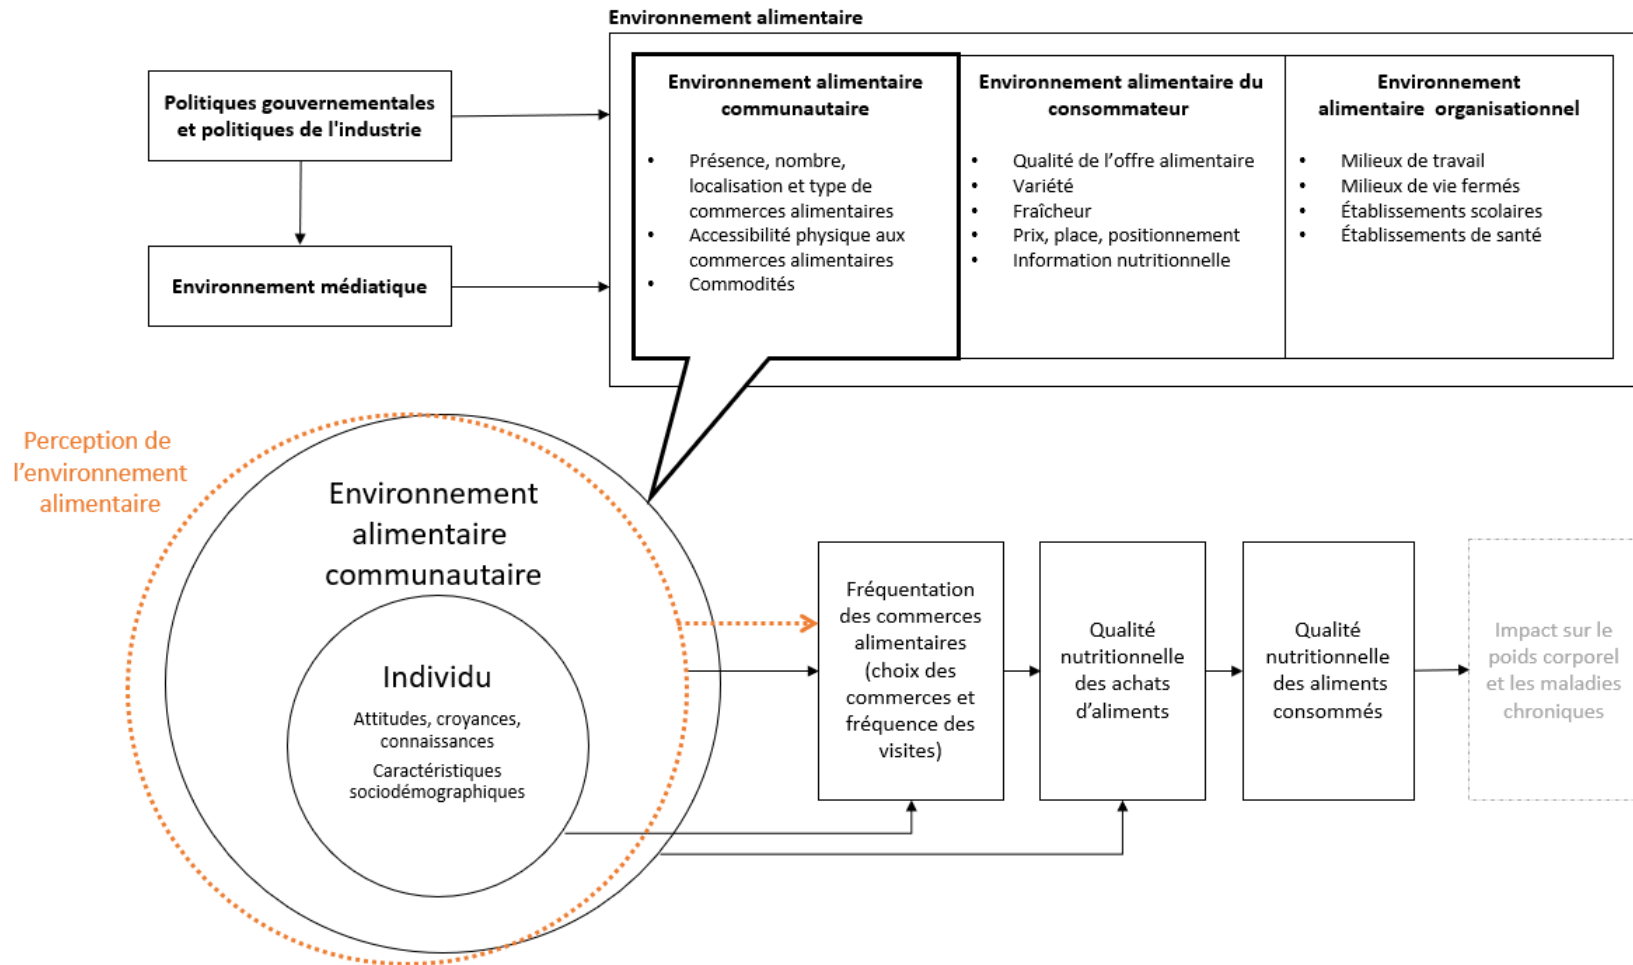 Environnement alimentaire
Politiques gouvernementales
et politiques de l'industrie
Environnement médiatique
Environnement alimentaire
communautaire
• Présence, nombre,
localisation et type de
commerces alimentaires
• Accessibilité physique aux
commerces alimentaires
• Commodités
Environnement alimentaire du
consommateur
• Qualité de l'offre alimentaire
• Variété
• Fraîcheur
• Prix, place, positionnement
• Information nutritionnelle
Environnement
alimentaire organisationnel
• Milieux de travail
• Milieux de vie fermés
• Établissements scolaires
• Établissements de santé
Perception de
l'environnement
alimentaire
Environnement
alimentaire
communautaire
Individu
Attitudes, croyances,
connaissances
Caractéristiques
sociodémographiques
Fréquentation
des commerces
alimentaires
(choix des
commerces et
fréquence des
visites)
Qualité
nutritionnelle
des achats
d'aliments
Qualité
nutritionnelle
des aliments
consommés
Impact sur le
poids corporel
et les maladies
chroniques